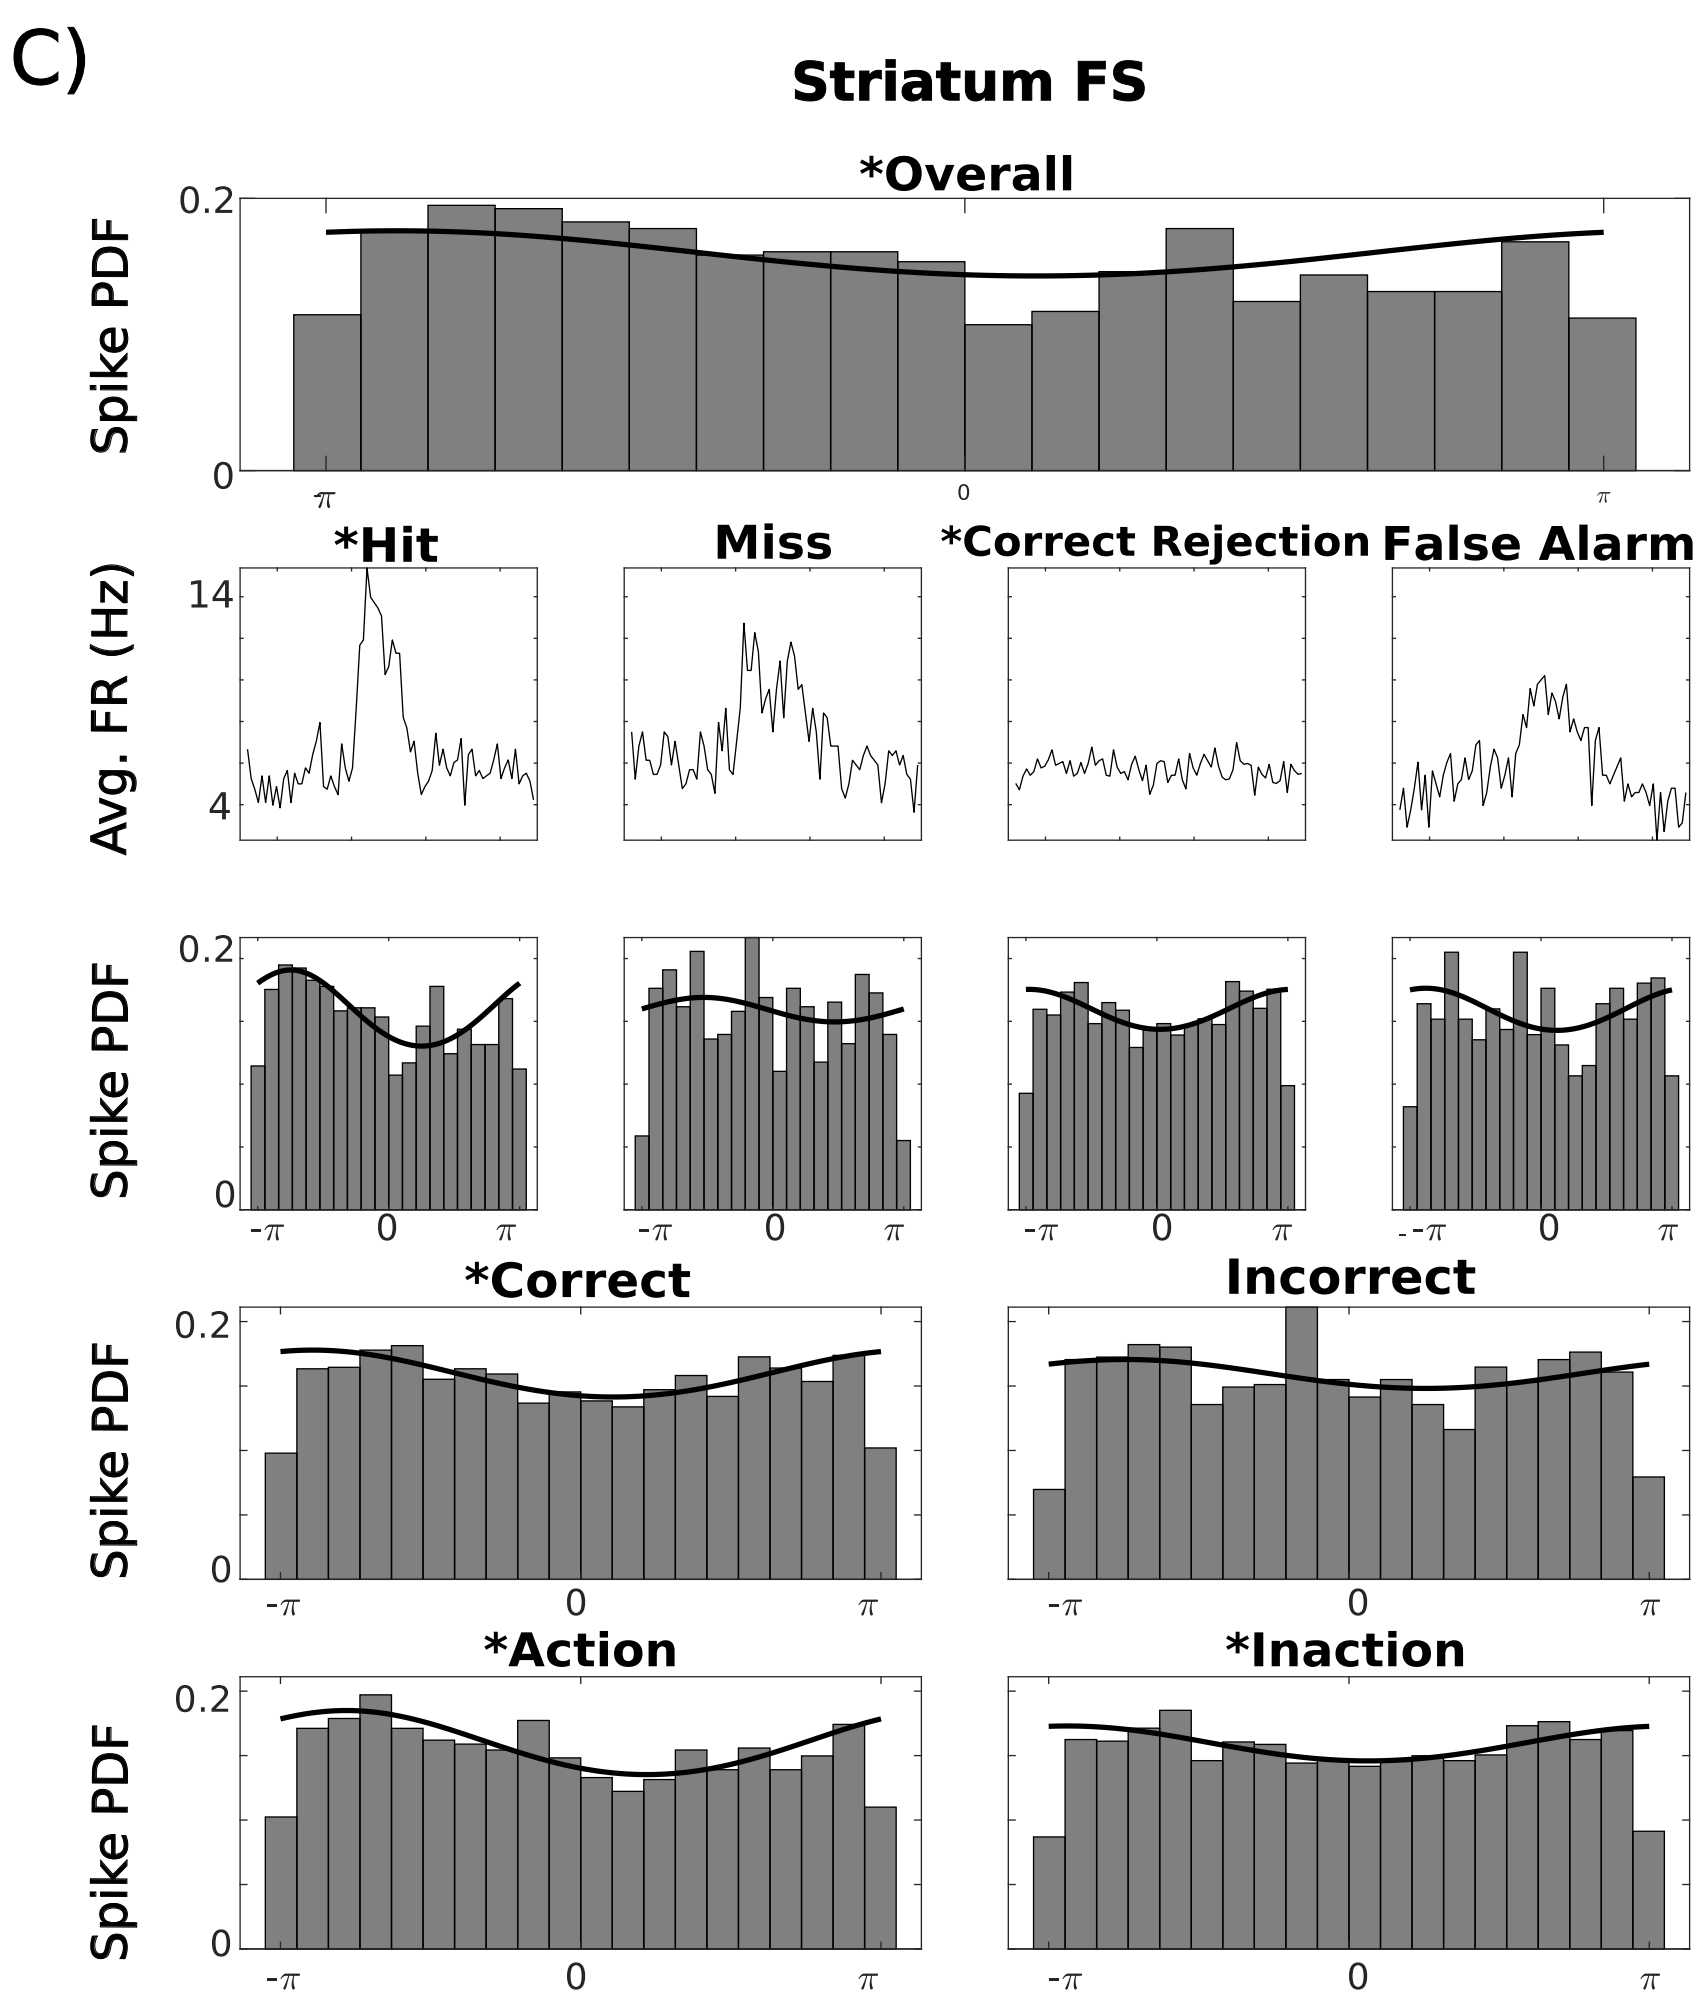 C)
Striatum FS
*Overall
Spike PDF
0.2
0
-π 0 π
*Hit Miss *Correct Rejection False Alarm
Avg. FR (Hz)
14
4
Spike PDF
0.2
0
-π 0 π -π 0 π -π 0 π --π 0 π
*Correct Incorrect
Spike PDF
0.2
0
-π 0 π -π 0 π
*Action *Inaction
Spike PDF
0.2
0
-π 0 π -π 0 π